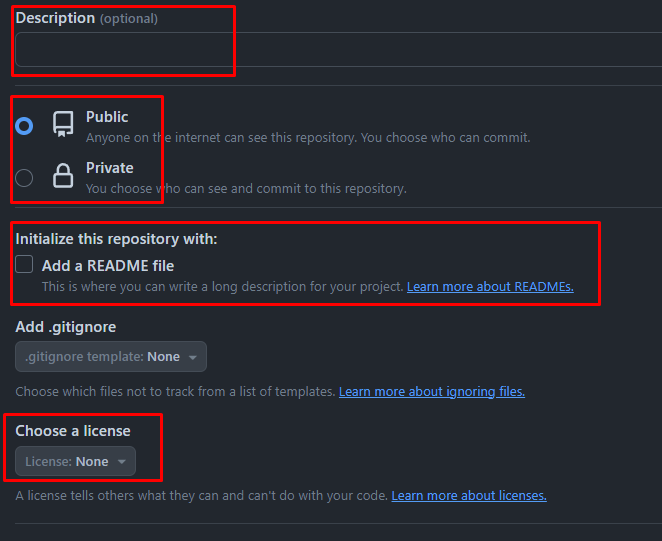 Description (optional)
Public
Anyone on the internet can see this repository. You choose who can commit.
Private
You choose who can see and commit to this repository.
Initialize this repository with:
Add a README file
This is where you can write a long description for your project. Learn more about READMEs.
Add .gitignore
.gitignore template: None
Choose which files not to track from a list of templates. Learn more about ignoring files.
Choose a license
License: None
A license tells others what they can and can't do with your code. Learn more about licenses.